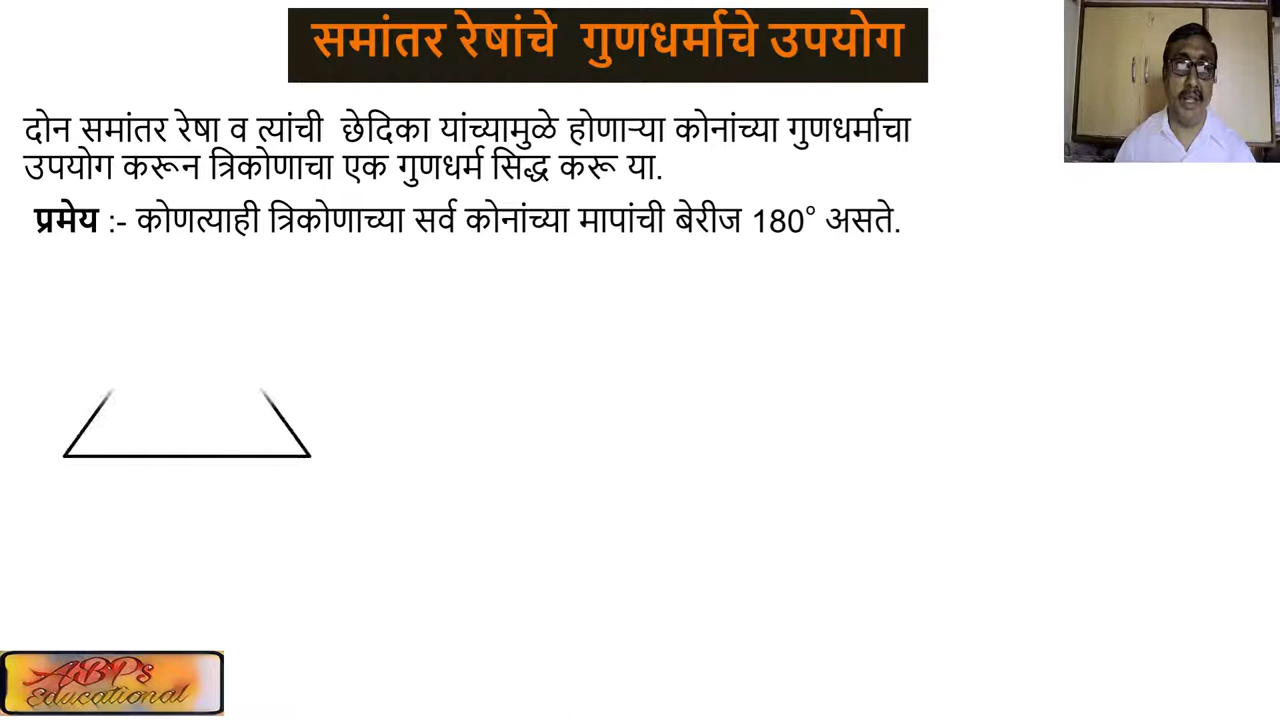 समांतर रेषांचे गुणधर्माचे उपयोग
दोन समांतर रेषा व त्यांची छेदिका यांच्यामुळे होणाऱ्या कोनांच्या गुणधर्माचा
उपयोग करून त्रिकोणाचा एक गुणधर्म सिद्ध करू या.
प्रमेय :- कोणत्याही त्रिकोणाच्या सर्व कोनांच्या मापांची बेरीज 180° असते.
ABPs
Educational